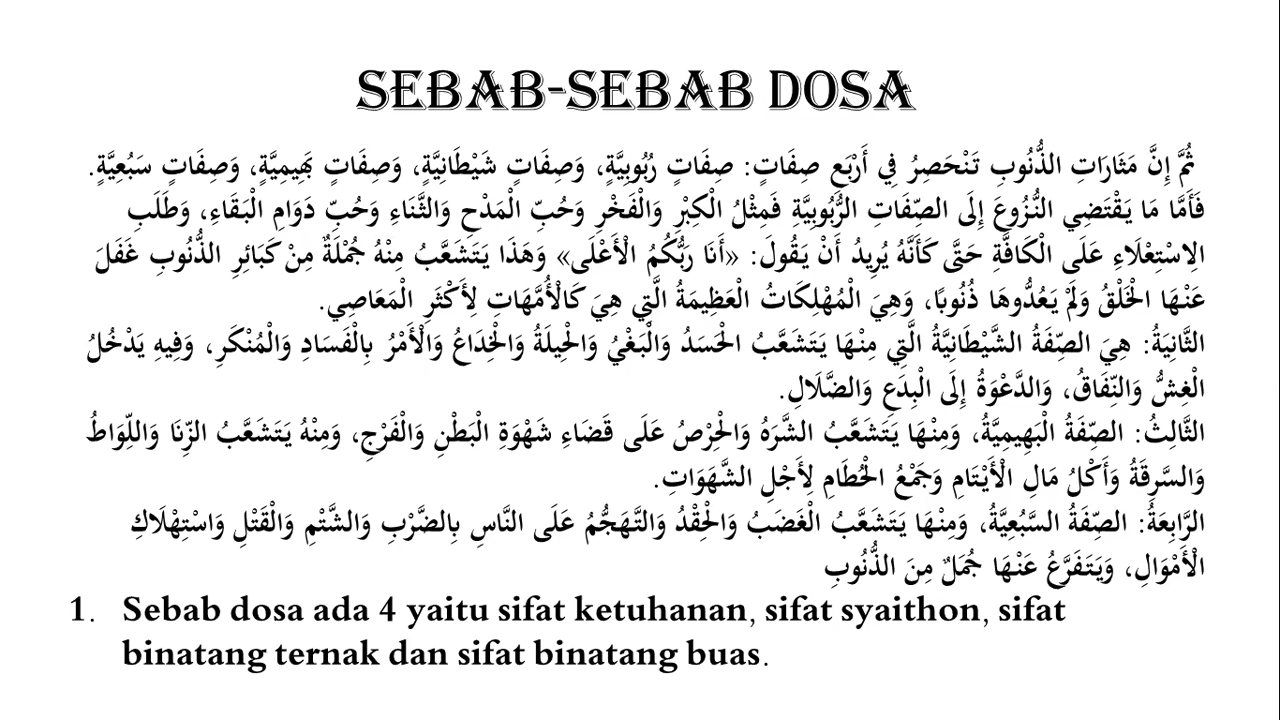 SEBAB-SEBAB DOSA
ثُمَّ إِنَّ مَثَارَاتِ الذُّنُوبِ تَنْحَصِرُ فِي أَرْبَعِ صِفَاتٍ: صِفَاتٍ رُبُوبِيَّةٍ، وَصِفَاتٍ شَيْطَانِيَّةٍ، وَصِفَاتٍ بَهِيمِيَّةٍ، وَصِفَاتٍ سَبُعِيَّةٍ.
فَأَمَّا مَا يَقْتَضِي النُّزُوعَ إِلَى الصِّفَاتِ الرُّبُوبِيَّةِ فَمِثْلُ الْكِبْرِ وَالْفَخْرِ وَحُبِّ الْمَدْحِ وَالثَّنَاءِ وَحُبِّ دَوَامِ الْبَقَاءِ، وَطَلَبِ
الِاسْتِعْلَاءِ عَلَى الْكَافَّةِ حَتَّى كَأَنَّهُ يُرِيدُ أَنْ يَقُولَ: «أَنَا رَبُّكُمُ الْأَعْلَى» وَهَذَا يَتَشَعَّبُ مِنْهُ جُمْلَةٌ مِنْ كَبَائِرِ الذُّنُوبِ غَفَلَ
عَنْهَا الْخَلْقُ وَلَمْ يَعُدُّوهَا ذُنُوبًا، وَهِيَ الْمُهْلِكَاتُ الْعَظِيمَةُ الَّتِي هِيَ كَالْأُمَّهَاتِ لِأَكْثَرِ الْمَعَاصِي.
الثَّانِيَةُ: هِيَ الصِّفَةُ الشَّيْطَانِيَّةُ الَّتِي مِنْهَا يَتَشَعَّبُ الْحَسَدُ وَالْبَغْيُ وَالْحِيلَةُ وَالْخِدَاعُ وَالْأَمْرُ بِالْفَسَادِ وَالْمُنْكَرِ، وَفِيهِ يَدْخُلُ
الْغِشُّ وَالنِّفَاقُ، وَالدَّعْوَةُ إِلَى الْبِدَعِ وَالضَّلَالِ.
الثَّالِثُ: الصِّفَةُ الْبَهِيمِيَّةُ، وَمِنْهَا يَتَشَعَّبُ الشَّرَهُ وَالْحِرْصُ عَلَى قَضَاءِ شَهْوَةِ الْبَطْنِ وَالْفَرْجِ، وَمِنْهُ يَتَشَعَّبُ الزِّنَا وَاللِّوَاطُ
وَالسَّرِقَةُ وَأَكْلُ مَالِ الْأَيْتَامِ وَجَمْعُ الْحُطَامِ لِأَجْلِ الشَّهَوَاتِ.
الرَّابِعَةُ: الصِّفَةُ السَّبُعِيَّةُ، وَمِنْهَا يَتَشَعَّبُ الْغَضَبُ وَالْحِقْدُ وَالتَّهَجُّمُ عَلَى النَّاسِ بِالضَّرْبِ وَالشَّتْمِ وَالْقَتْلِ وَاسْتِهْلَاكِ
الْأَمْوَالِ، وَيَتَفَرَّعُ عَنْهَا جُمَلٌ مِنَ الذُّنُوبِ
1. Sebab dosa ada 4 yaitu sifat ketuhanan, sifat syaithon, sifat
binatang ternak dan sifat binatang buas.